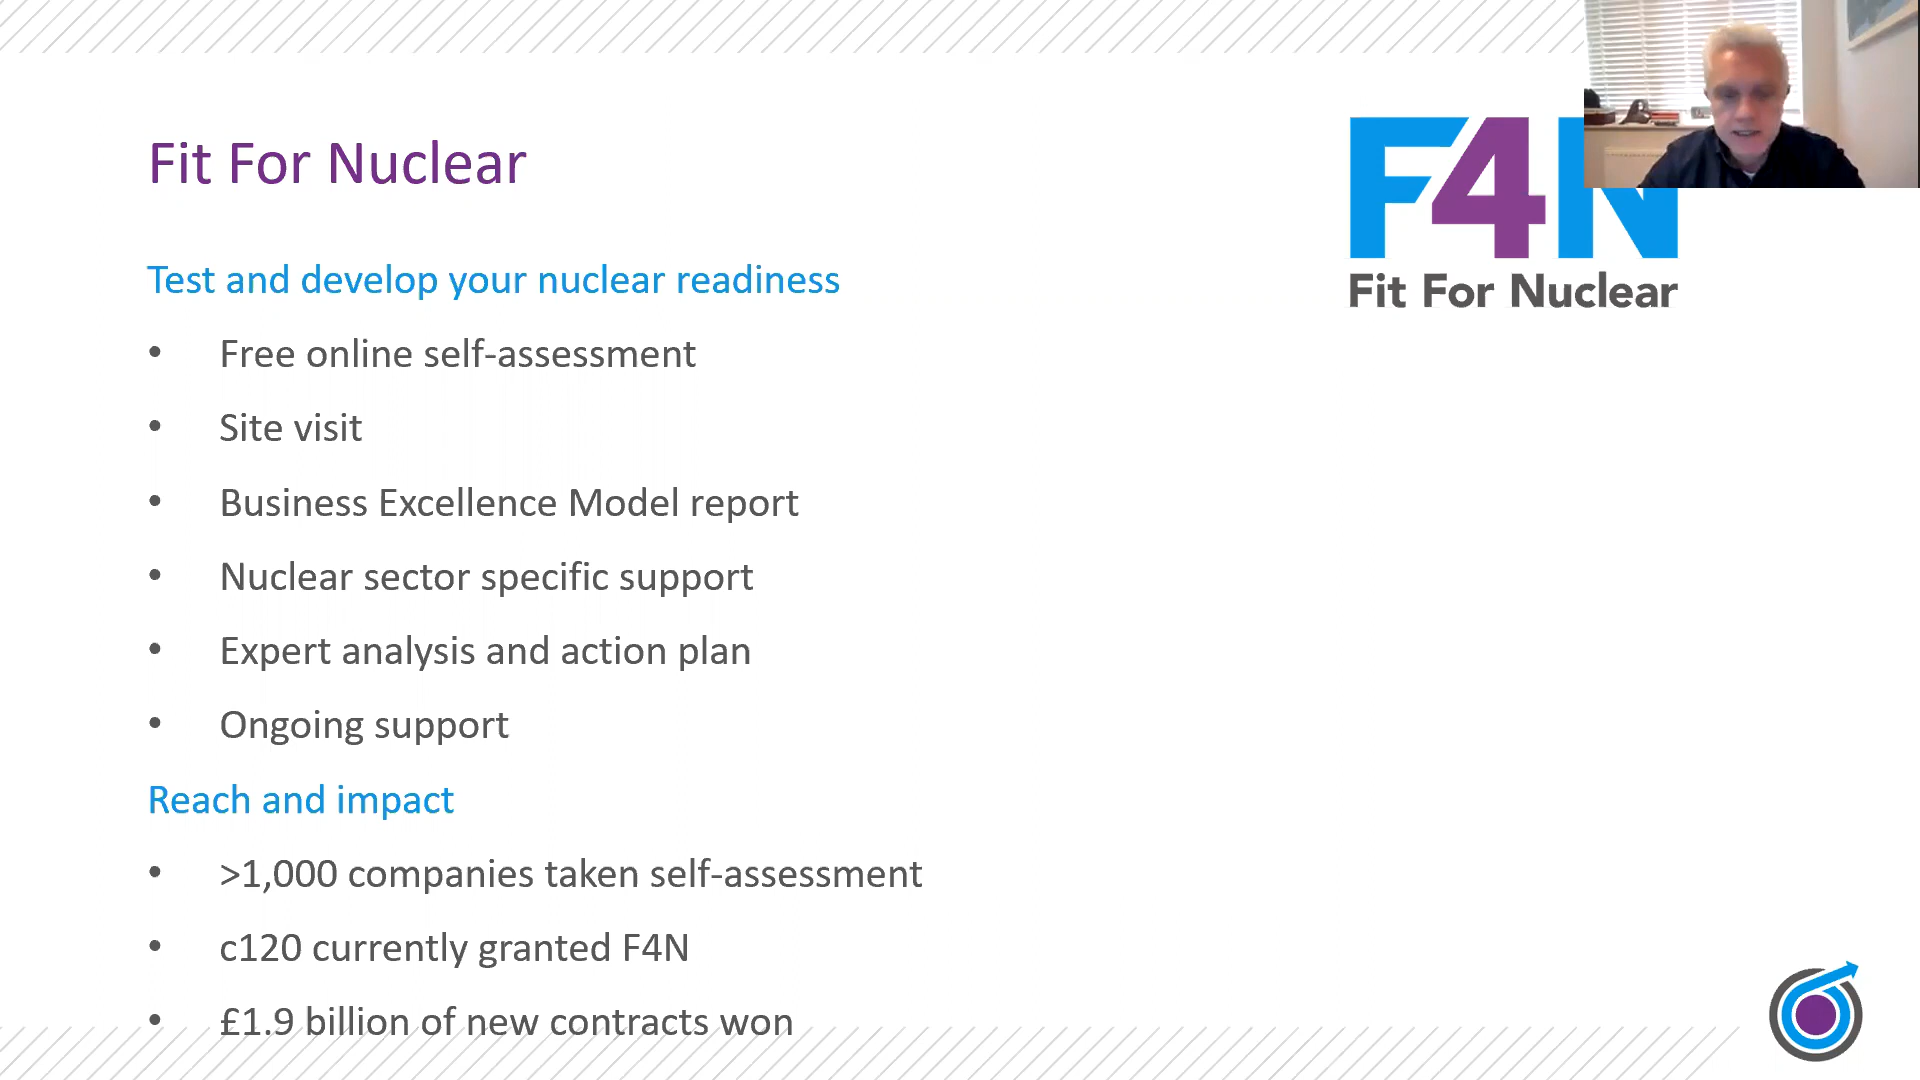 Fit For Nuclear
F4N
Fit For Nuclear
Test and develop your nuclear readiness
• Free online self-assessment
• Site visit
• Business Excellence Model report
• Nuclear sector specific support
• Expert analysis and action plan
• Ongoing support
Reach and impact
• >1,000 companies taken self-assessment
• c120 currently granted F4N
• £1.9 billion of new contracts won